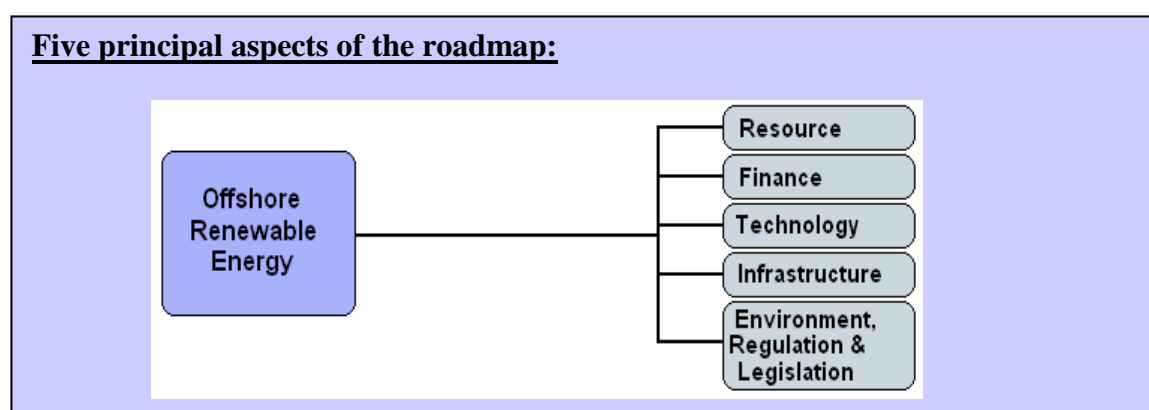 Five principal aspects of the roadmap:
Offshore
Renewable
Energy
Resource
Finance
Technology
Infrastructure
Environment,
Regulation &
Legislation